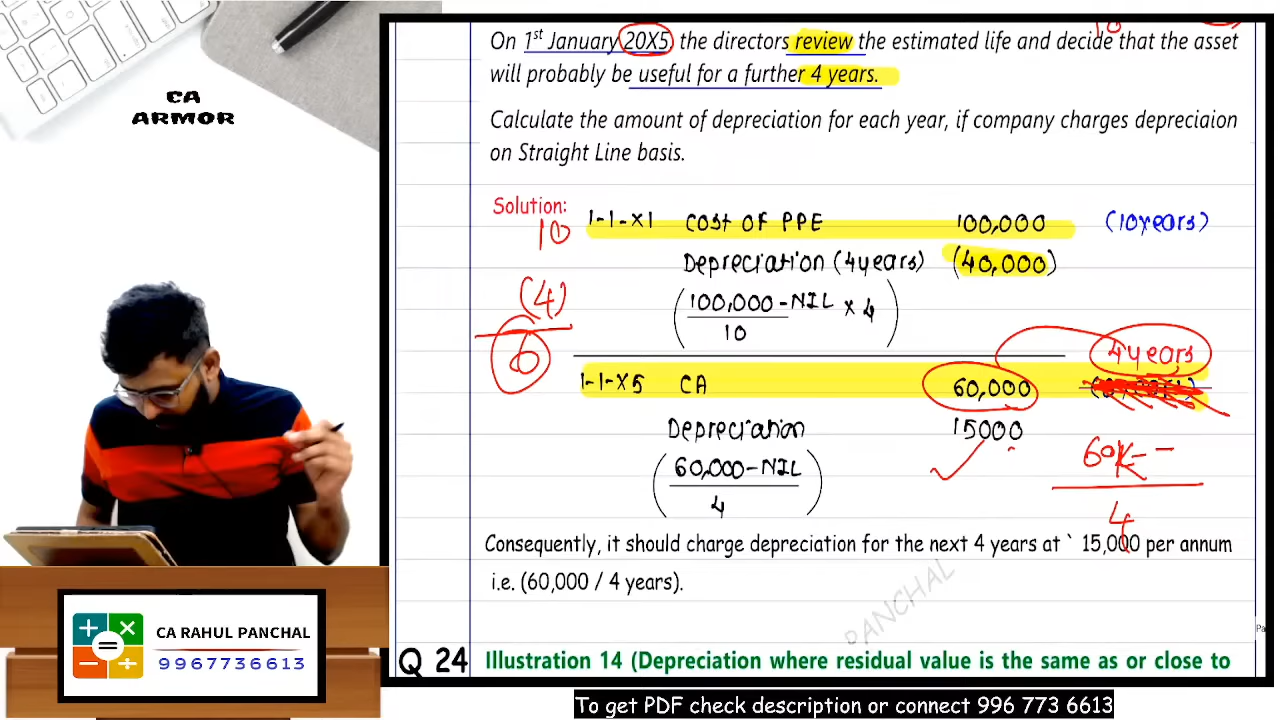 CA
ARMOR
10
On 1st January 20X5 the directors review the estimated life and decide that the asset
will probably be useful for a further 4 years.
Calculate the amount of depreciation for each year, if company charges depreciaion
on Straight Line basis.
Solution:
1-1-X1 COST OF PPE 100,000 (10years)
10
Depreciation (4years) (40,000)
(4)
(100,000 - NIL / 10 × 4)
6
4years
1-1-X5 CA 60,000
Depreciation 15000
(60,000 - NIL / 4)
60K
4
Consequently, it should charge depreciation for the next 4 years at ` 15,000 per annum
i.e. (60,000 / 4 years).
PANCHAL
Pa
CA RAHUL PANCHAL
9967736613
Q 24 Illustration 14 (Depreciation where residual value is the same as or close to
To get PDF check description or connect 996 773 6613